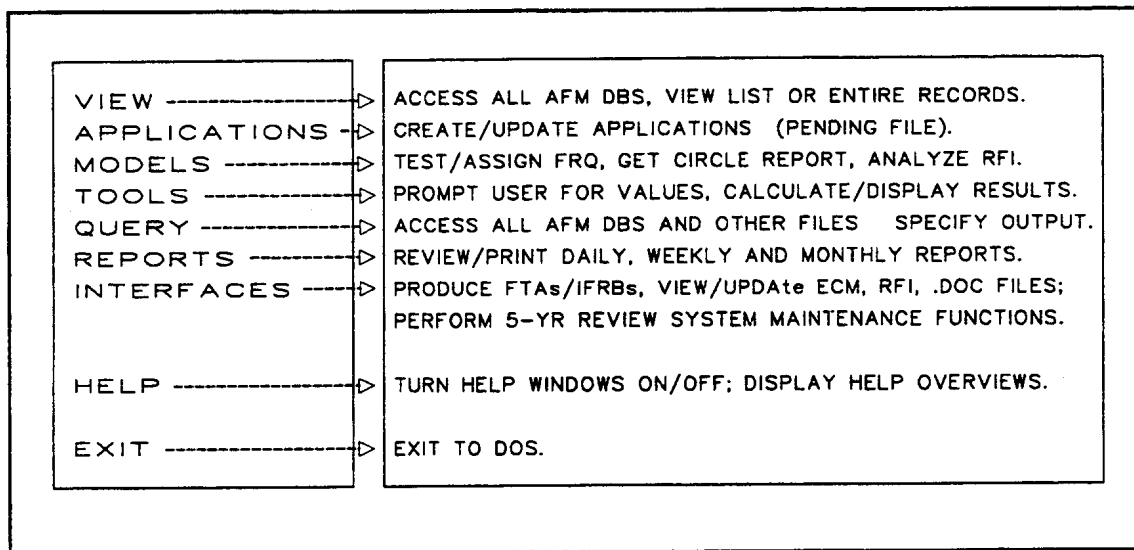 VIEW ACCESS ALL AFM DBS, VIEW LIST OR ENTIRE RECORDS.
APPLICATIONS CREATE/UPDATE APPLICATIONS (PENDING FILE).
MODELS TEST/ASSIGN FRQ, GET CIRCLE REPORT, ANALYZE RFI.
TOOLS PROMPT USER FOR VALUES, CALCULATE/DISPLAY RESULTS.
QUERY ACCESS ALL AFM DBS AND OTHER FILES SPECIFY OUTPUT.
REPORTS REVIEW/PRINT DAILY, WEEKLY AND MONTHLY REPORTS.
INTERFACES PRODUCE FTAs/IFRBs, VIEW/UPDAte ECM, RFI, .DOC FILES;
PERFORM 5-YR REVIEW SYSTEM MAINTENANCE FUNCTIONS.
HELP TURN HELP WINDOWS ON/OFF; DISPLAY HELP OVERVIEWS.
EXIT EXIT TO DOS.